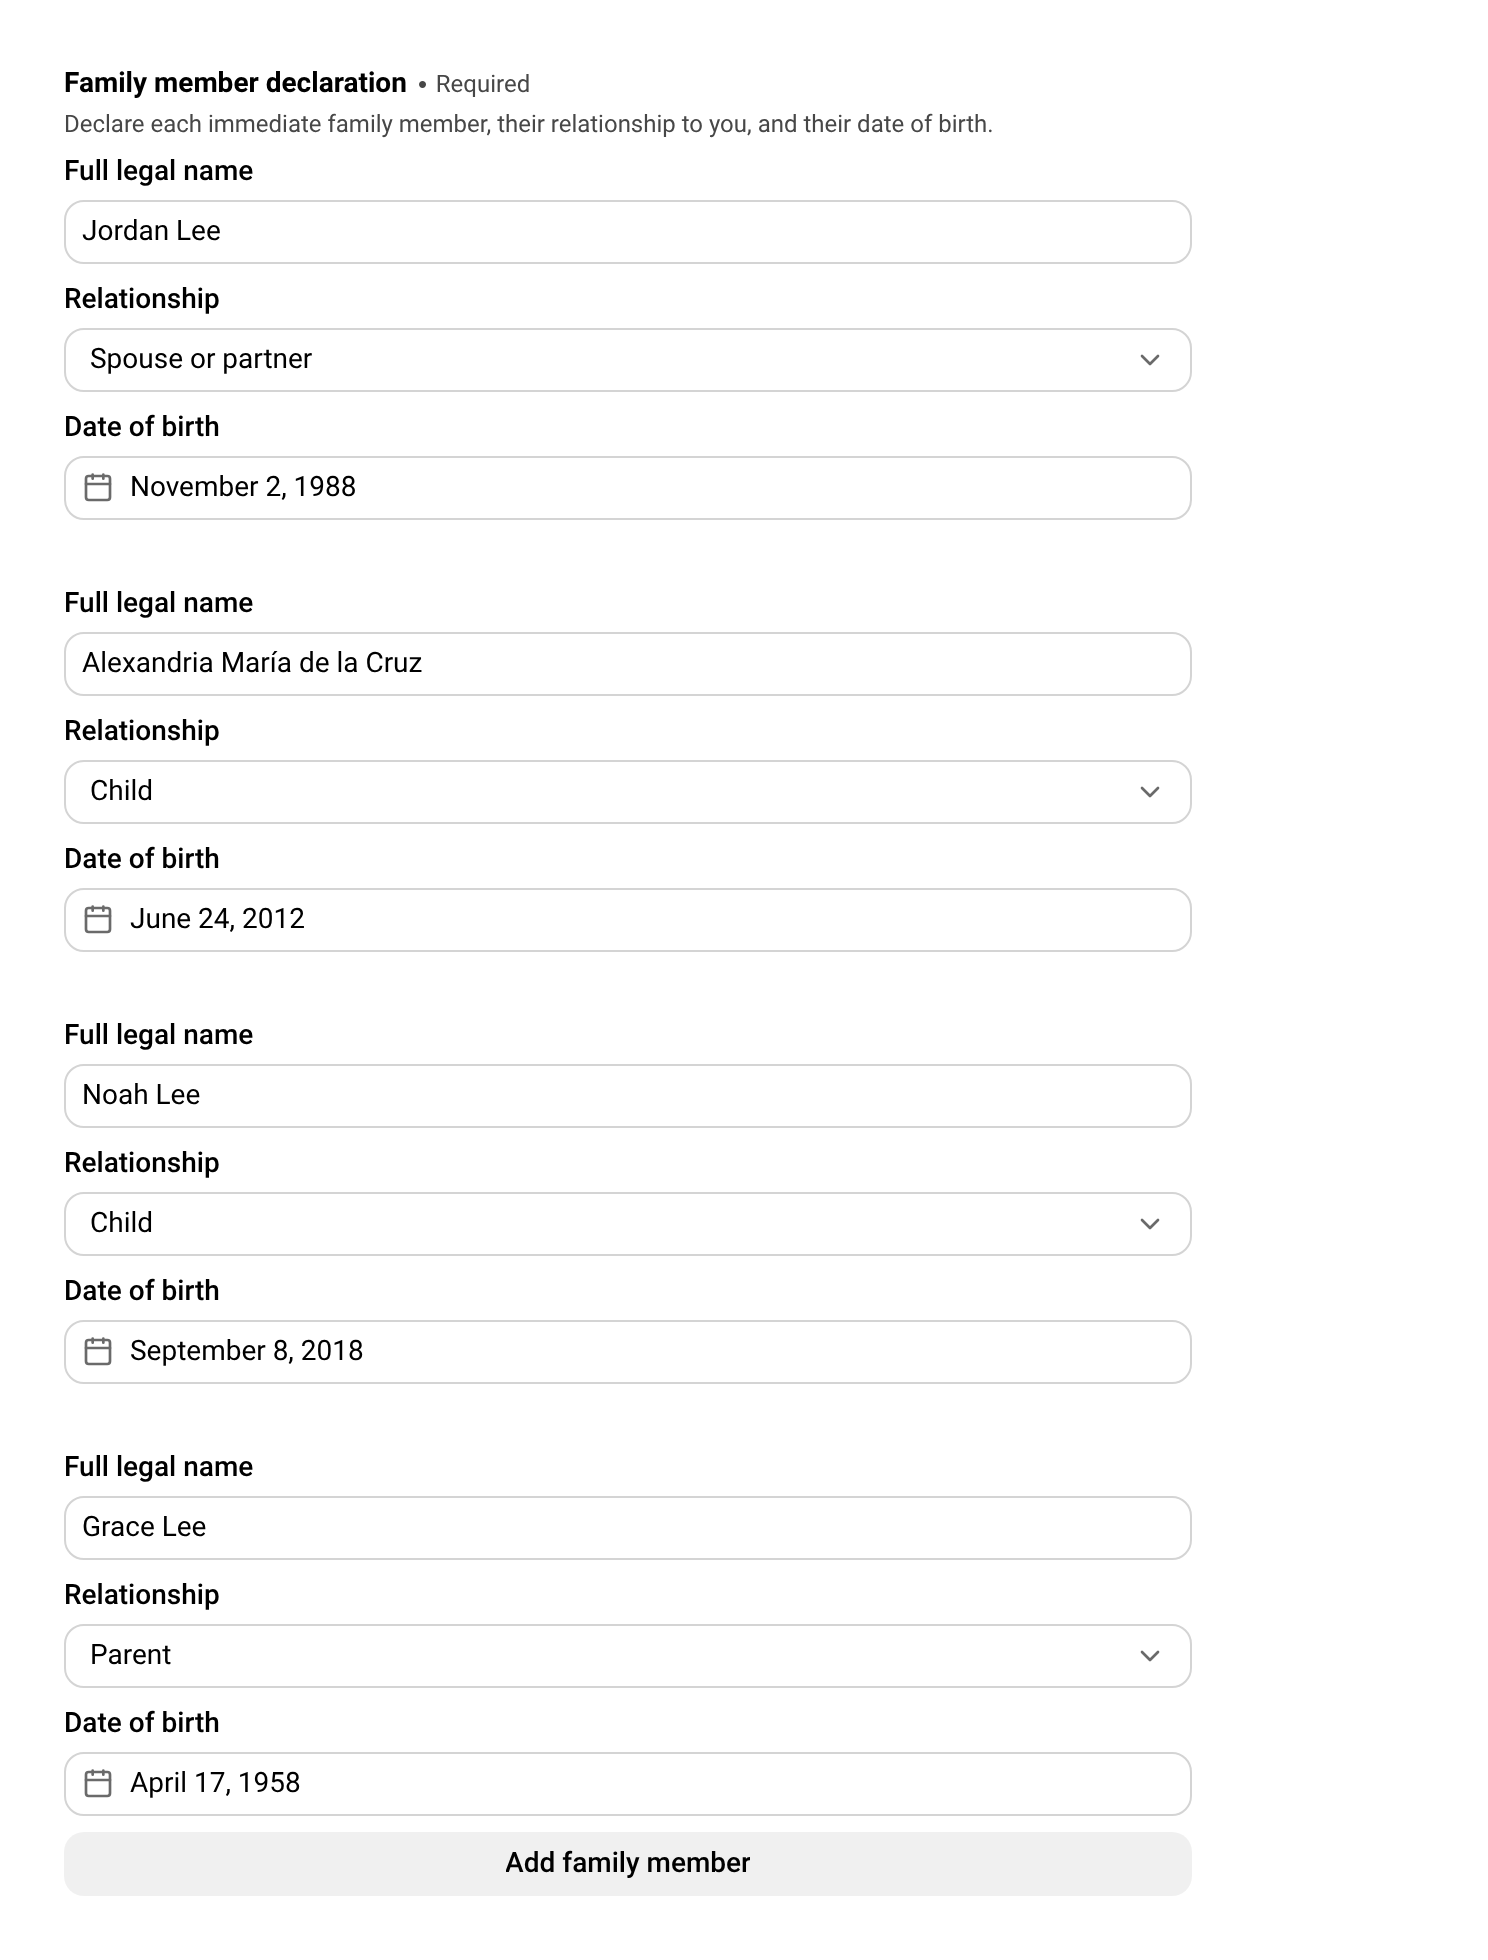 Family member declaration • Required
Declare each immediate family member, their relationship to you, and their date of birth.
Full legal name
Jordan Lee
Relationship
Spouse or partner
Date of birth
November 2, 1988
Full legal name
Alexandria María de la Cruz
Relationship
Child
Date of birth
June 24, 2012
Full legal name
Noah Lee
Relationship
Child
Date of birth
September 8, 2018
Full legal name
Grace Lee
Relationship
Parent
Date of birth
April 17, 1958
Add family member